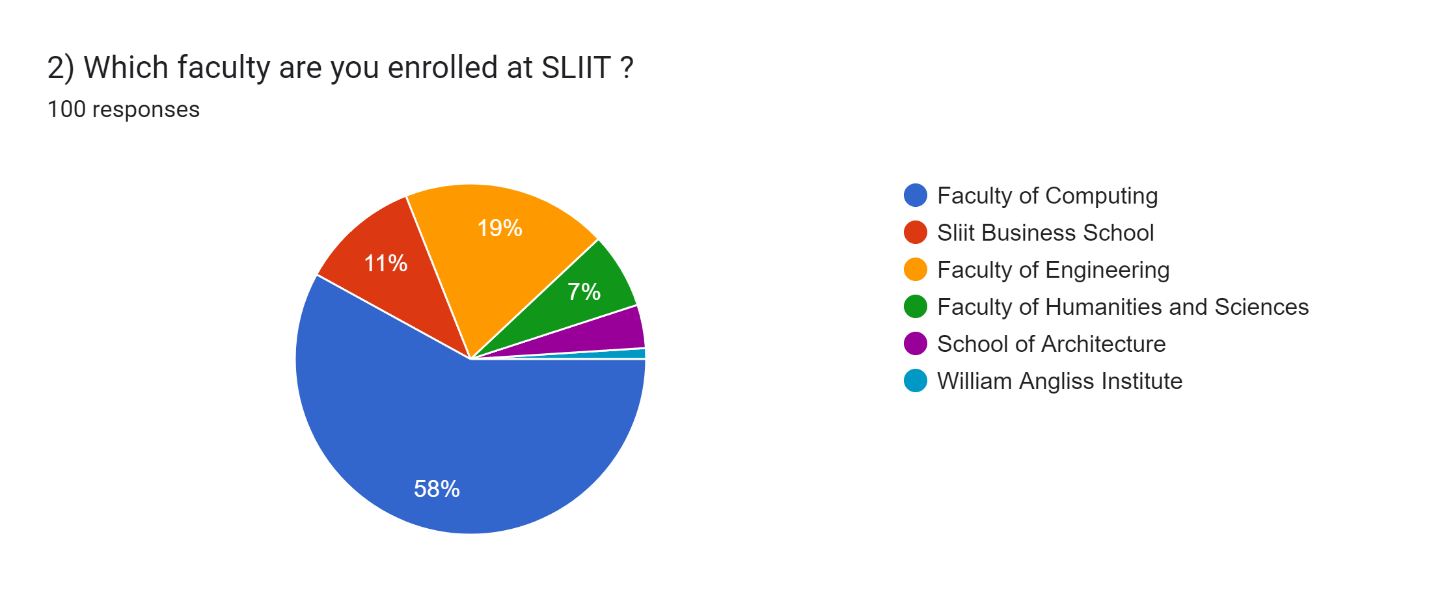 2) Which faculty are you enrolled at SLIIT ?
100 responses
19%
11%
7%
58%
Faculty of Computing
Sliit Business School
Faculty of Engineering
Faculty of Humanities and Sciences
School of Architecture
William Angliss Institute